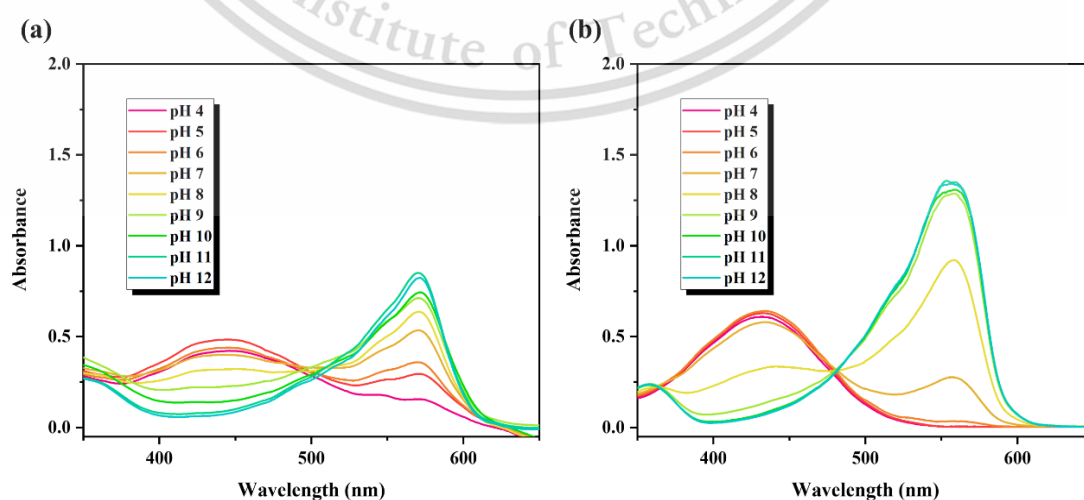 nstitute of Techn
(a)
2.0
1.5
1.0
0.5
0.0
Absorbance
pH 4
pH 5
pH 6
pH 7
pH 8
pH 9
pH 10
pH 11
pH 12
400
500
600
Wavelength (nm)
(b)
2.0
1.5
1.0
0.5
0.0
Absorbance
pH 4
pH 5
pH 6
pH 7
pH 8
pH 9
pH 10
pH 11
pH 12
400
500
600
Wavelength (nm)